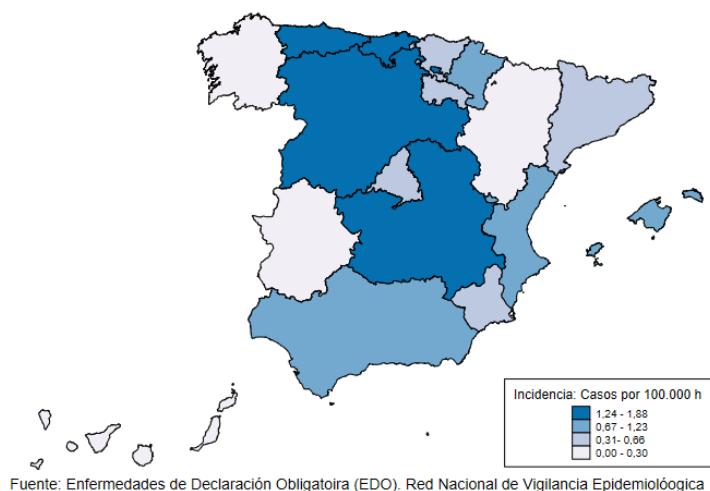 Incidencia: Casos por 100.000 h
1,24 - 1,88
0,67 - 1,23
0,31- 0,66
0,00 - 0,30
Fuente: Enfermedades de Declaración Obligatoira (EDO). Red Nacional de Vigilancia Epidemiolóogica